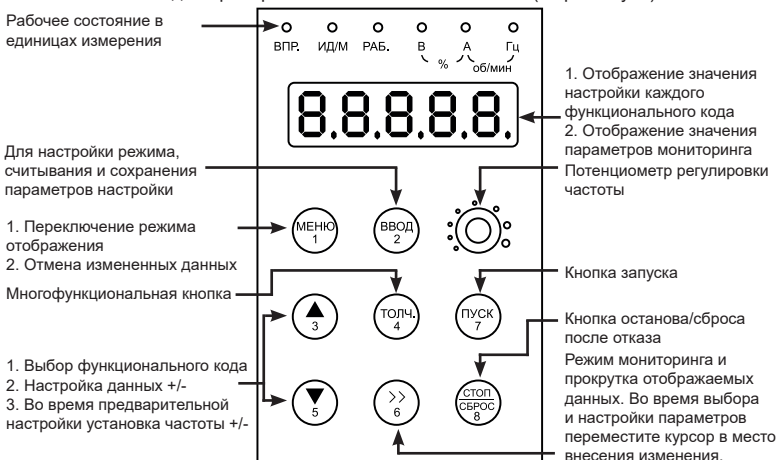 Рабочее состояние в
единицах измерения
ВПР. ИД/М РАБ. В А Гц
% об/мин
8.8.8.8.8.
1. Отображение значения
настройки каждого
функционального кода
2. Отображение значения
параметров мониторинга
Для настройки режима,
считывания и сохранения
параметров настройки
Потенциометр регулировки
частоты
1. Переключение режима
отображения
2. Отмена измененных данных
МЕНЮ
1
ВВОД
2
Многофункциональная кнопка
Кнопка запуска
3
ТОЛЧ.
4
ПУСК
7
Кнопка останова/сброса
после отказа
1. Выбор функционального кода
2. Настройка данных +/-
3. Во время предварительной
настройки установка частоты +/-
5
>>
6
СТОП
СБРОС
8
Режим мониторинга и
прокрутка отображаемых
данных. Во время выбора
и настройки параметров
переместите курсор в место
внесения изменения.